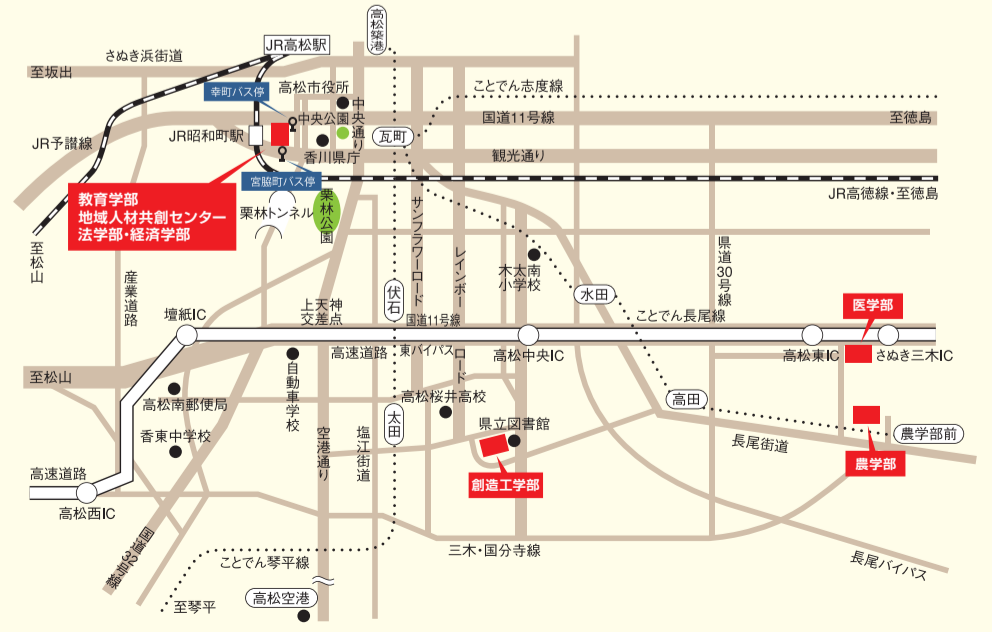 高松築港
JR高松駅
さぬき浜街道
至坂出
高松市役所
幸町バス停
ことでん志度線
中央公園
中央通り
国道11号線
至徳島
瓦町
JR昭和町駅
JR予讃線
香川県庁
観光通り
宮脇町バス停
教育学部
地域人材共創センター
法学部・経済学部
JR高徳線・至徳島
栗林公園
栗林トンネル
サンフラワーロード
至松山
レインボーロード
県道30号線
木太南
小学校
産業道路
伏石
水田
上天神
交差点
国道11号線
ことでん長尾線
医学部
壇紙IC
高速道路
東バイパス
高松中央IC
高松東IC
さぬき三木IC
至松山
自動車学校
高松南郵便局
高松桜井高校
高田
太田
県立図書館
農学部前
香東中学校
空港通り
塩江街道
長尾街道
農学部
高速道路
創造工学部
高松西IC
国道32号線
三木・国分寺線
ことでん琴平線
長尾バイパス
高松空港
至琴平